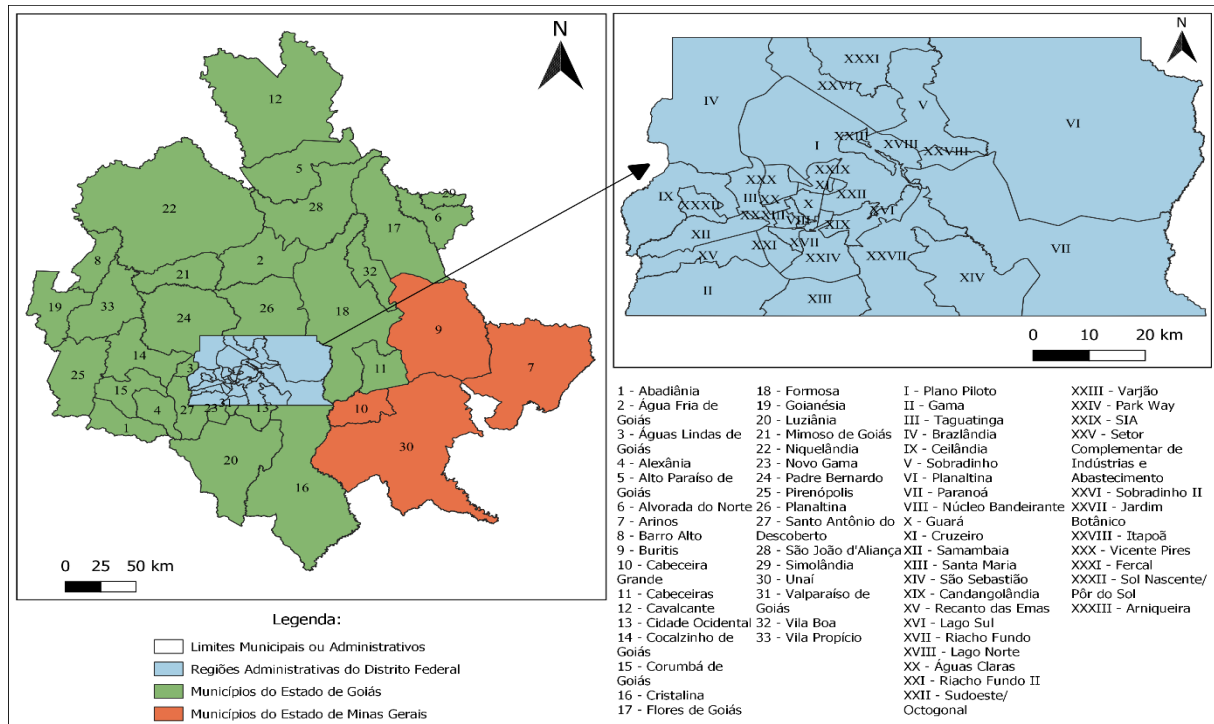 N
12
5
29
28
22
6
17
2
8
32
21
19
33
18
26
24
9
14
3
11
7
25
15
10
4
27
23
31
13
1
30
20
16
0 25 50 km
N
XXXI
XXVI
IV
V
VI
XXIII
I
XVIII
XXVIII
XXIX
XXX
XI
IX
III
XX
XXII
XXXII
X
XVI
XXXIII
VIII
XIX
XII
XXI
XVII
VII
XV
XXIV
XXVII
XIV
II
XIII
0 10 20 km
Legenda:
Limites Municipais ou Administrativos
Regiões Administrativas do Distrito Federal
Municípios do Estado de Goiás
Municípios do Estado de Minas Gerais
1 - Abadiânia
2 - Água Fria de
Goiás
3 - Águas Lindas de
Goiás
4 - Alexânia
5 - Alto Paraíso de
Goiás
6 - Alvorada do Norte
7 - Arinos
8 - Barro Alto
9 - Buritis
10 - Cabeceira
Grande
11 - Cabeceiras
12 - Cavalcante
13 - Cidade Ocidental
14 - Cocalzinho de
Goiás
15 - Corumbá de
Goiás
16 - Cristalina
17 - Flores de Goiás
18 - Formosa
19 - Goianésia
20 - Luziânia
21 - Mimoso de Goiás
22 - Niquelândia
23 - Novo Gama
24 - Padre Bernardo
25 - Pirenópolis
26 - Planaltina
27 - Santo Antônio do
Descoberto
28 - São João d'Aliança
29 - Simolândia
30 - Unaí
31 - Valparaíso de
Goiás
32 - Vila Boa
33 - Vila Propício
I - Plano Piloto
II - Gama
III - Taguatinga
IV - Brazlândia
IX - Ceilândia
V - Sobradinho
VI - Planaltina
VII - Paranoá
VIII - Núcleo Bandeirante
X - Guará
XI - Cruzeiro
XII - Samambaia
XIII - Santa Maria
XIV - São Sebastião
XIX - Candangolândia
XV - Recanto das Emas
XVI - Lago Sul
XVII - Riacho Fundo
XVIII - Lago Norte
XX - Águas Claras
XXI - Riacho Fundo II
XXII - Sudoeste/
Octogonal
XXIII - Varjão
XXIV - Park Way
XXIX - SIA
XXV - Setor
Complementar de
Indústrias e
Abastecimento
XXVI - Sobradinho II
XXVII - Jardim
Botânico
XXVIII - Itapoã
XXX - Vicente Pires
XXXI - Fercal
XXXII - Sol Nascente/
Pôr do Sol
XXXIII - Arniqueira